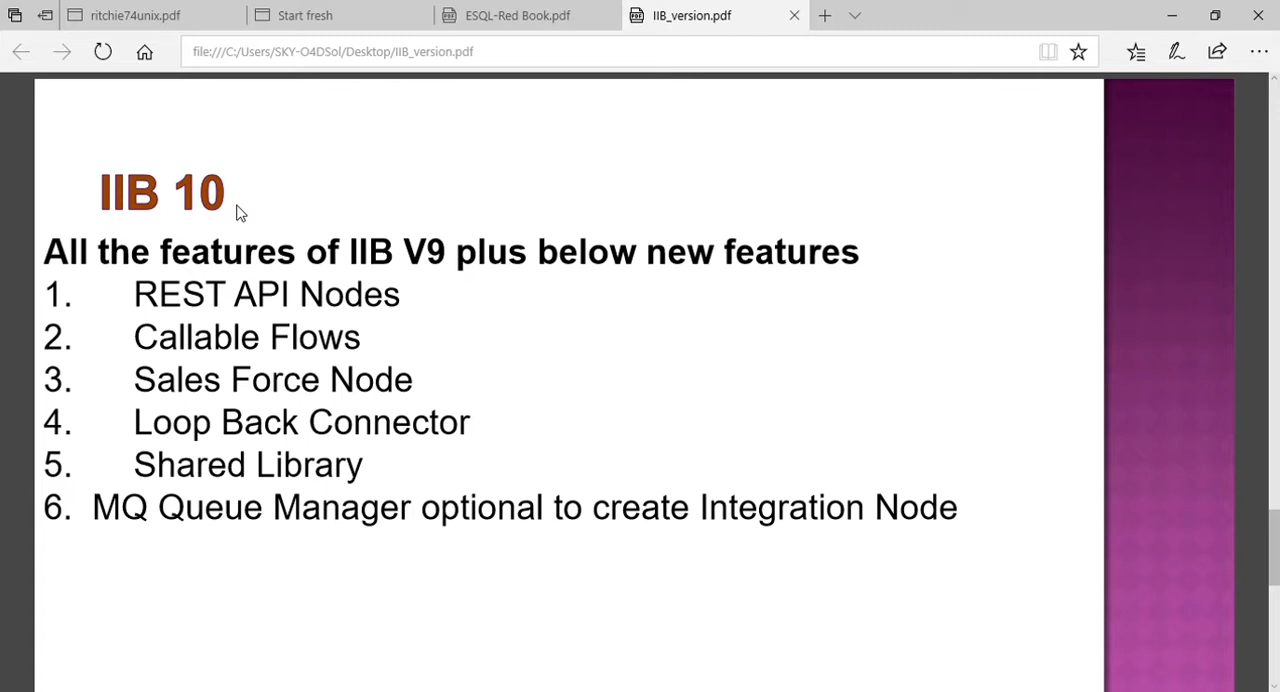 ritchie74unix.pdf
Start fresh
ESQL-Red Book.pdf
IIB_version.pdf
file:///C:/Users/SKY-O4DSol/Desktop/IIB_version.pdf
IIB 10
All the features of IIB V9 plus below new features
1. REST API Nodes
2. Callable Flows
3. Sales Force Node
4. Loop Back Connector
5. Shared Library
6. MQ Queue Manager optional to create Integration Node